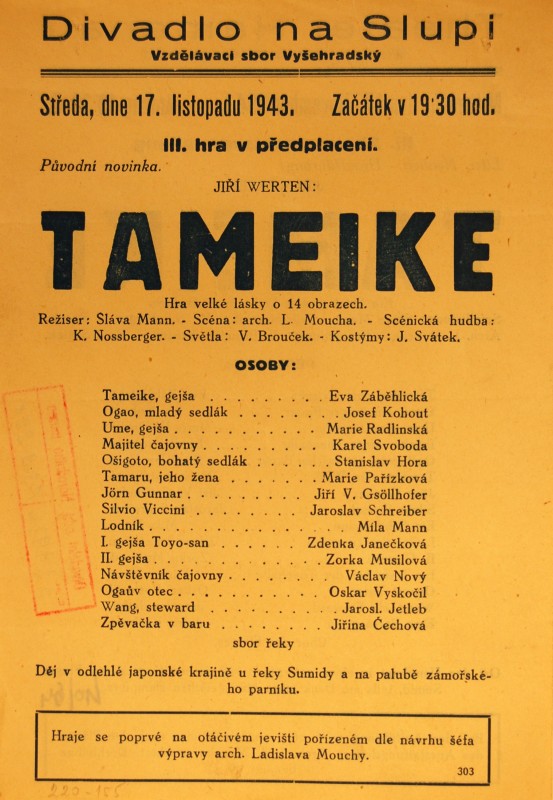 Divadlo na Slupi
Vzdělávací sbor Vyšehradský
Středa, dne 17. listopadu 1943. Začátek v 19·30 hod.
III. hra v předplacení.
Původní novinka.
JIŘÍ WERTEN:
TAMEIKE
Hra velké lásky o 14 obrazech.
Režiser: Sláva Mann. - Scéna: arch. L. Moucha. - Scénická hudba:
K. Nossberger. - Světla: V. Brouček. - Kostýmy: J. Svátek.
OSOBY:
Tameike, gejša . . . . . . . . Eva Záběhlická
Ogao, mladý sedlák . . . . . . . Josef Kohout
Ume, gejša . . . . . . . . . . . Marie Radlinská
Majitel čajovny . . . . . . . . . . Karel Svoboda
Ošigoto, bohatý sedlák . . . . . . Stanislav Hora
Tamaru, jeho žena . . . . . . . Marie Pařízková
Jörn Gunnar . . . . . . . . . Jiří V. Gsöllhofer
Silvio Viccini . . . . . . . . . Jaroslav Schreiber
Lodník . . . . . . . . . . . . . . . Míla Mann
I. gejša Toyo-san . . . . . . Zdenka Janečková
II. gejša . . . . . . . . . . . Zorka Musilová
Návštěvník čajovny . . . . . . . Václav Nový
Ogaův otec . . . . . . . . . . . Oskar Vyskočil
Wang, steward . . . . . . . . . . Jarosl. Jetleb
Zpěvačka v baru . . . . . . . . Jiřina Čechová
sbor řeky
Děj v odlehlé japonské krajině u řeky Sumidy a na palubě zámořské-
ho parníku.
Hraje se poprvé na otáčivém jevišti pořízeném dle návrhu šéfa
výpravy arch. Ladislava Mouchy.
303
220-155